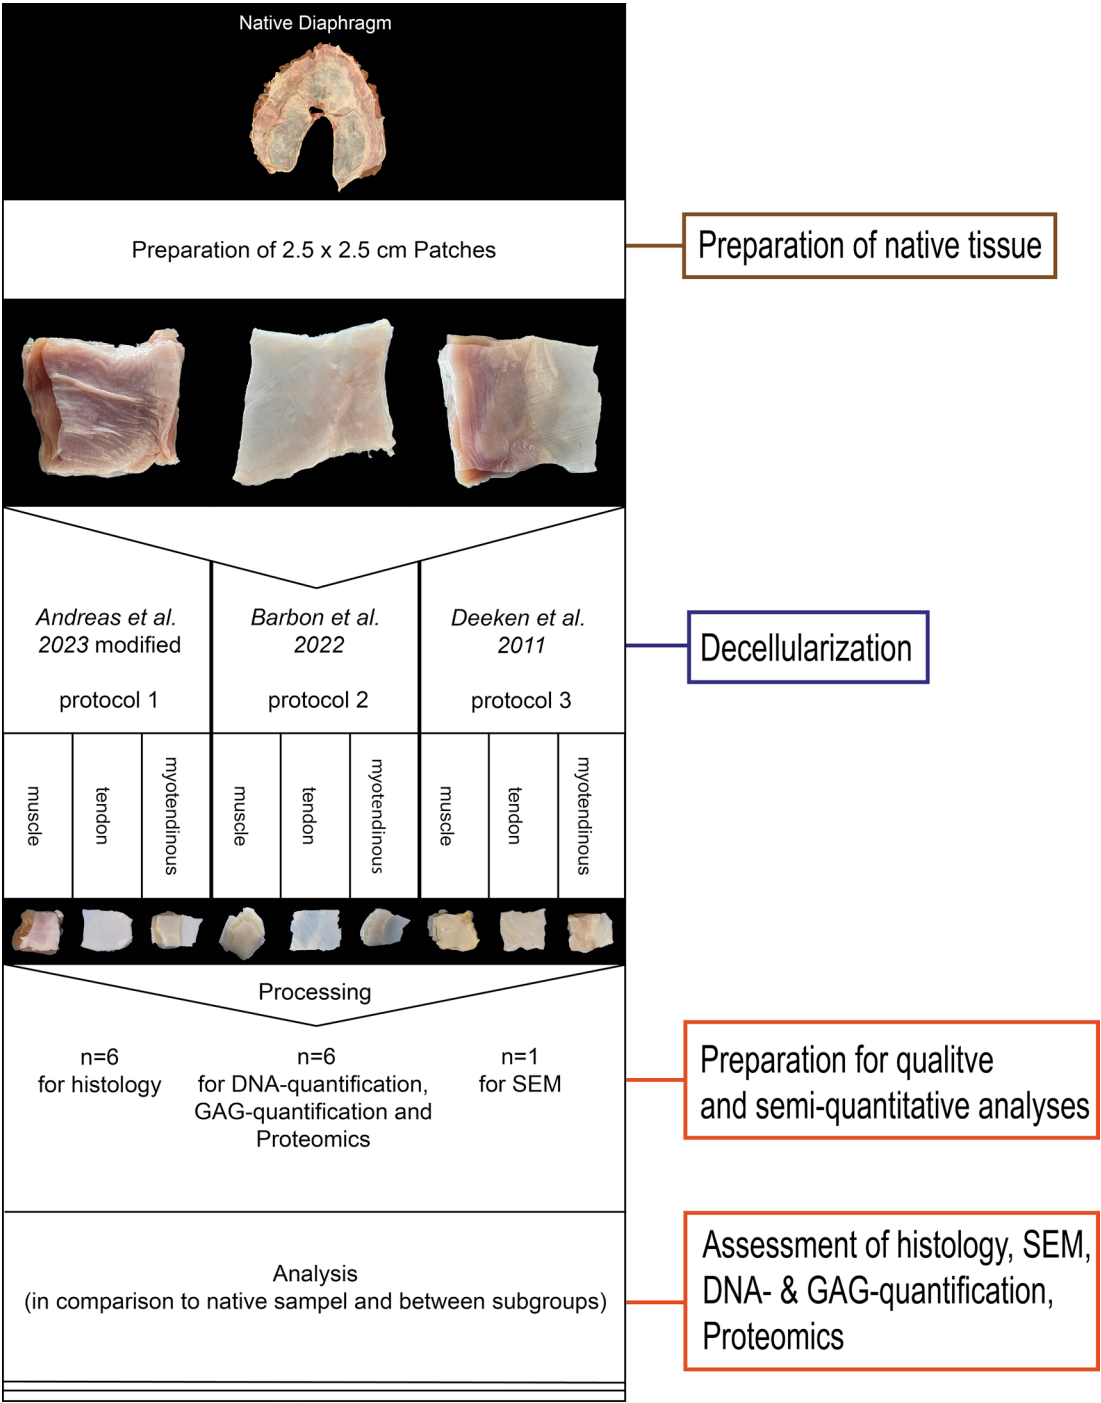 Native Diaphragm
Preparation of 2.5 x 2.5 cm Patches
Preparation of native tissue
Andreas et al.
2023 modified
protocol 1
Barbon et al.
2022
protocol 2
Deeken et al.
2011
protocol 3
Decellularization
muscle
tendon
myotendinous
muscle
tendon
myotendinous
muscle
tendon
myotendinous
Processing
n=6
for histology
n=6
for DNA-quantification,
GAG-quantification and
Proteomics
n=1
for SEM
Preparation for qualitve
and semi-quantitative analyses
Analysis
(in comparison to native sampel and between subgroups)
Assessment of histology, SEM,
DNA- & GAG-quantification,
Proteomics